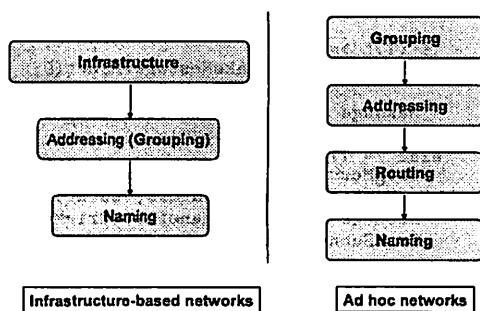 Infrastructure
Addressing (Grouping)
Naming
Infrastructure-based networks
Grouping
Addressing
Routing
Naming
Ad hoc networks